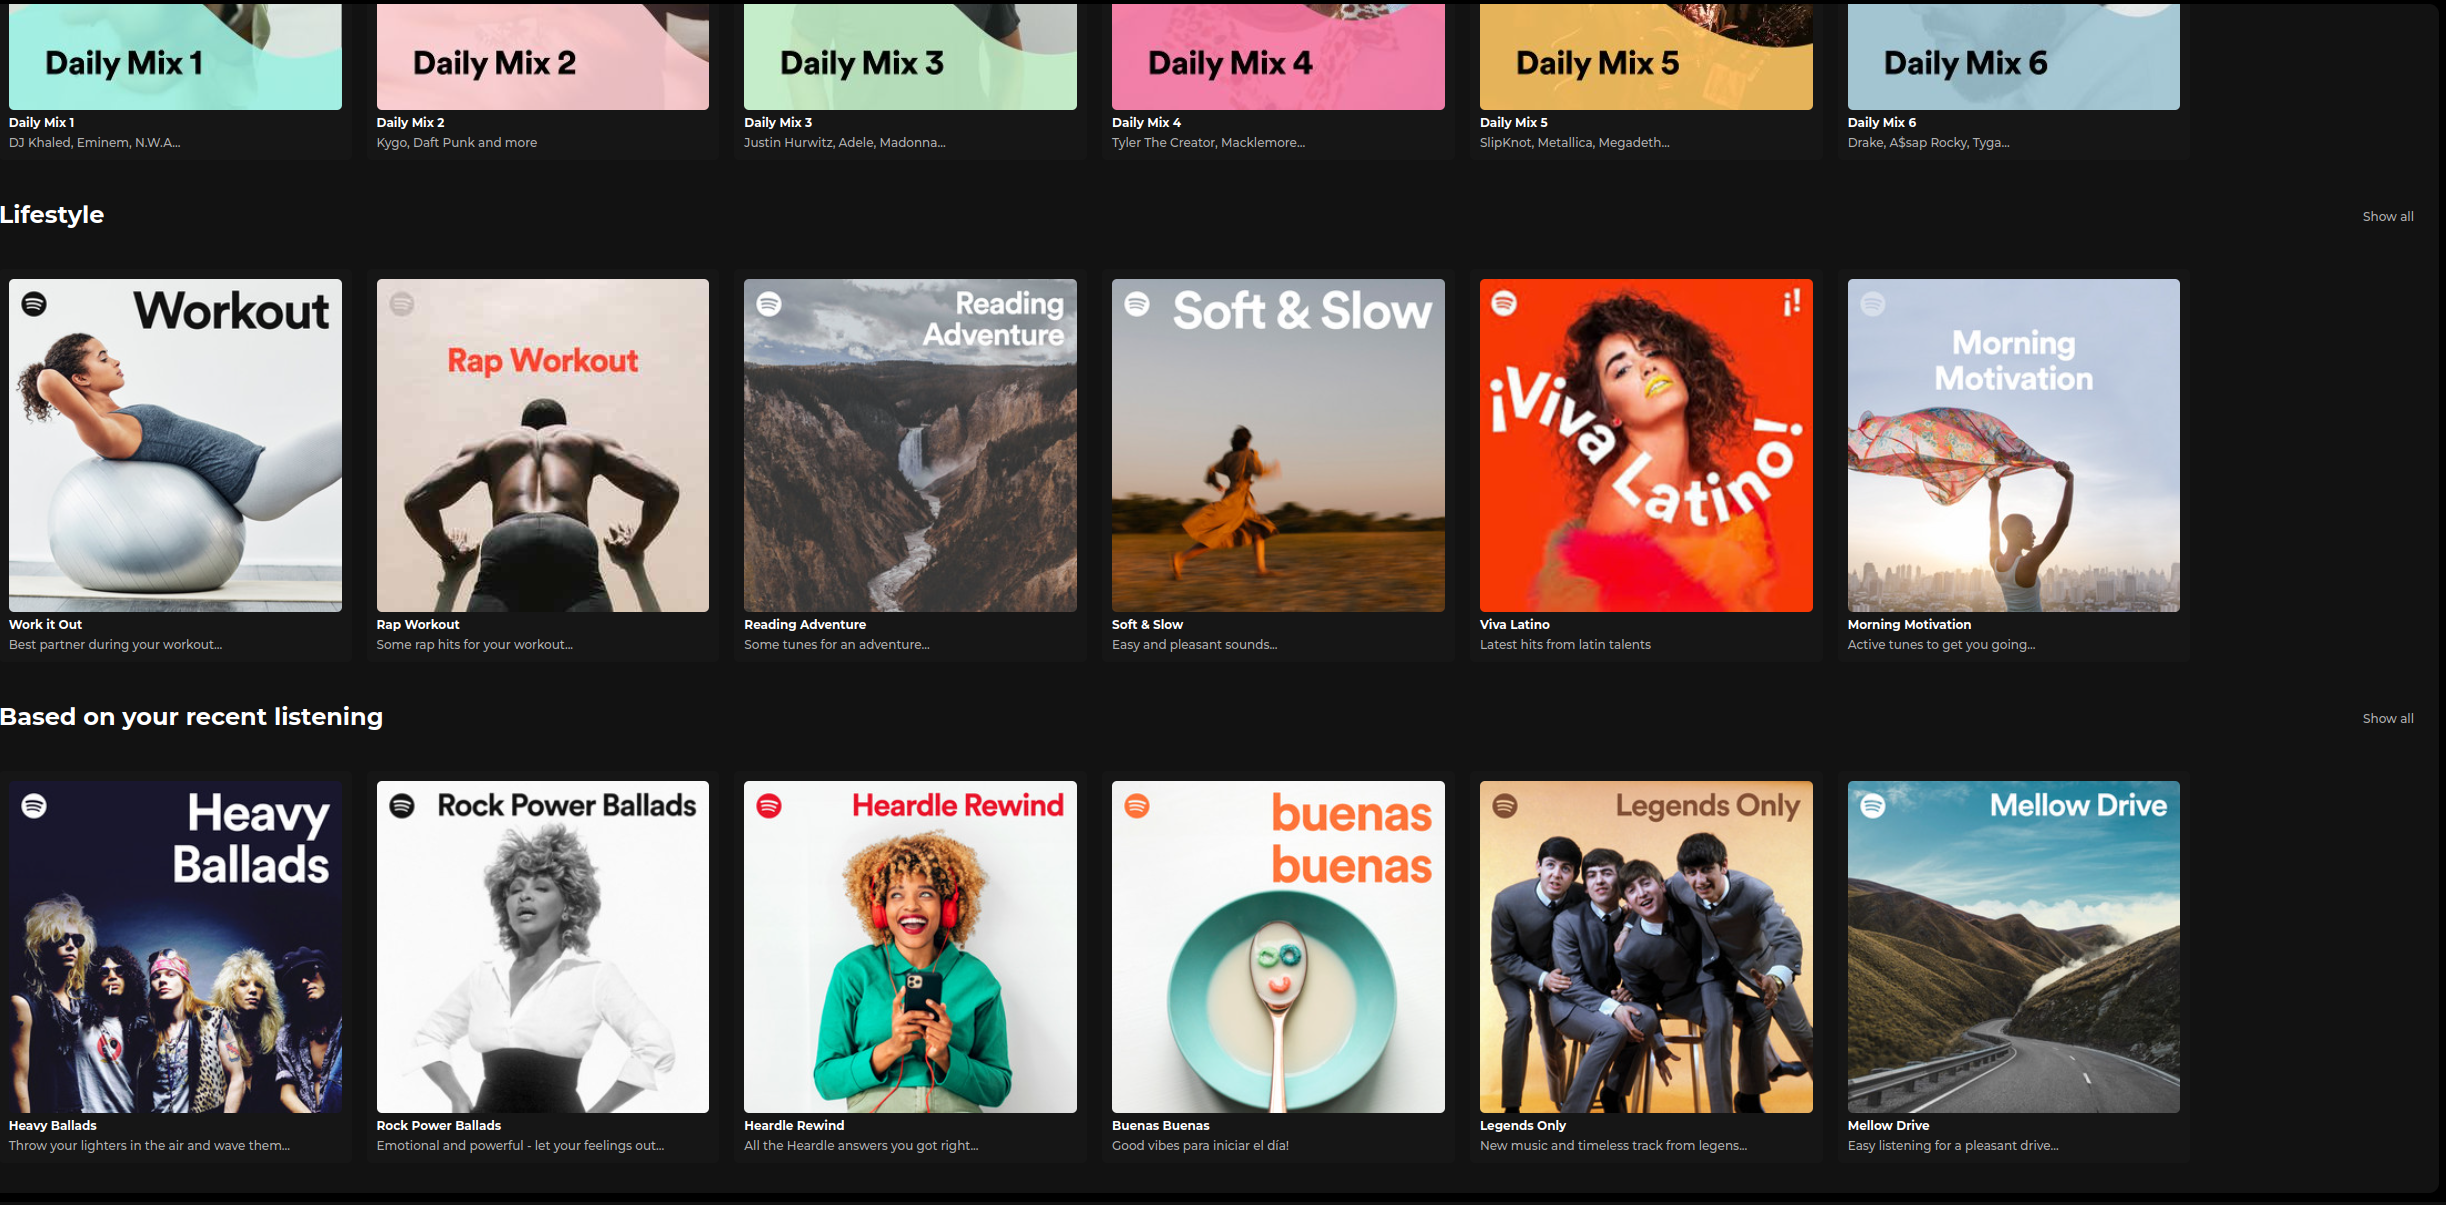 Daily Mix 1
Daily Mix 2
Daily Mix 3
Daily Mix 4
Daily Mix 5
Daily Mix 6
Daily Mix 1
DJ Khaled, Eminem, N.W.A...
Daily Mix 2
Kygo, Daft Punk and more
Daily Mix 3
Justin Hurwitz, Adele, Madonna...
Daily Mix 4
Tyler The Creator, Macklemore...
Daily Mix 5
SlipKnot, Metallica, Megadeth...
Daily Mix 6
Drake, A$sap Rocky, Tyga...
Lifestyle
Show all
Workout
Work it Out
Best partner during your workout...
Rap Workout
Rap Workout
Some rap hits for your workout...
Reading
Adventure
Reading Adventure
Some tunes for an adventure...
Soft & Slow
Soft & Slow
Easy and pleasant sounds...
¡!
¡Viva
Latino!
Viva Latino
Latest hits from latin talents
Morning
Motivation
Morning Motivation
Active tunes to get you going...
Based on your recent listening
Show all
Heavy
Ballads
Heavy Ballads
Throw your lighters in the air and wave them...
Rock Power Ballads
Rock Power Ballads
Emotional and powerful - let your feelings out...
Heardle Rewind
Heardle Rewind
All the Heardle answers you got right...
buenas
buenas
Buenas Buenas
Good vibes para iniciar el día!
Legends Only
Legends Only
New music and timeless track from legens...
Mellow Drive
Mellow Drive
Easy listening for a pleasant drive...